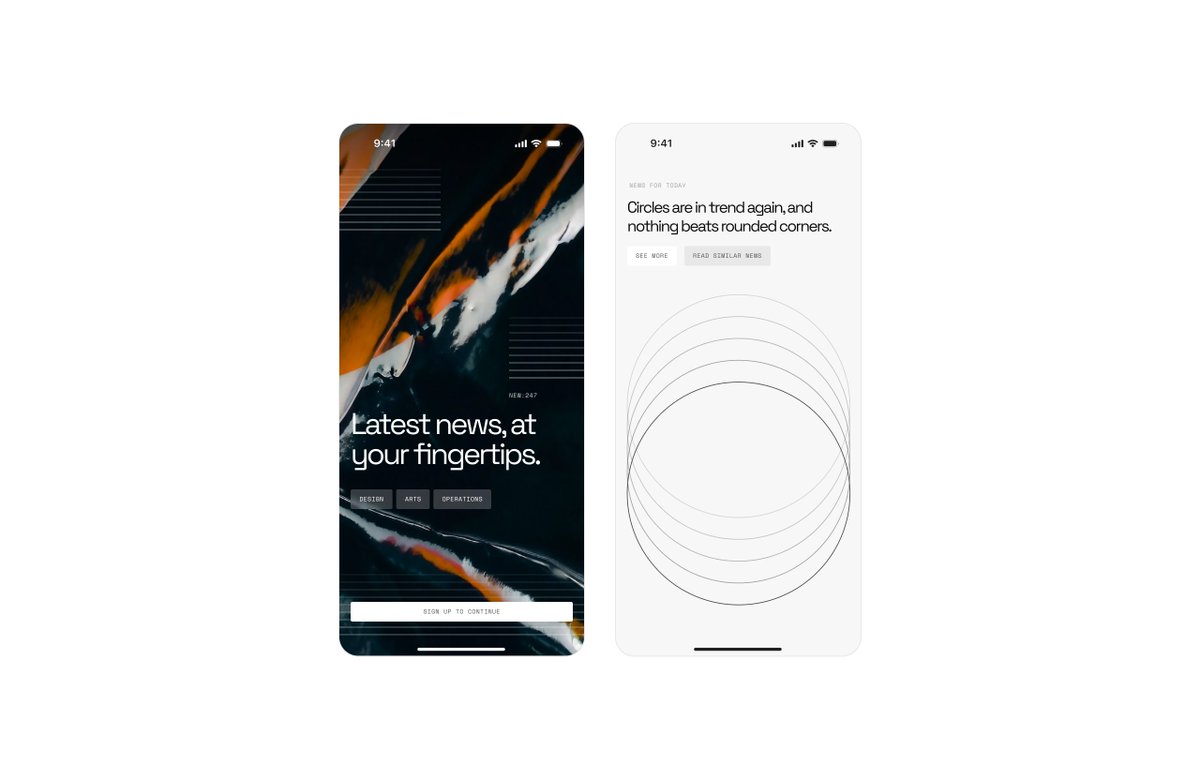 9:41
NEW.247
Latest news, at
your fingertips.
DESIGN
ARTS
OPERATIONS
SIGN UP TO CONTINUE
9:41
NEWS FOR TODAY
Circles are in trend again, and
nothing beats rounded corners.
SEE MORE
READ SIMILAR NEWS